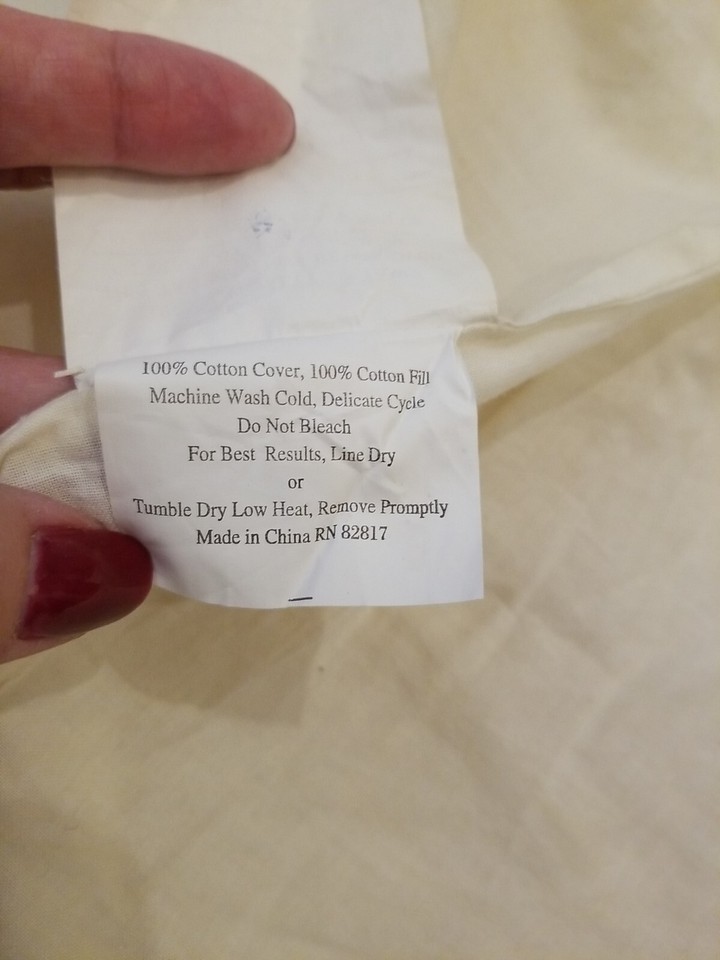 100% Cotton Cover, 100% Cotton Fill
Machine Wash Cold, Delicate Cycle
Do Not Bleach
For Best Results, Line Dry
or
Tumble Dry Low Heat, Remove Promptly
Made in China RN 82817